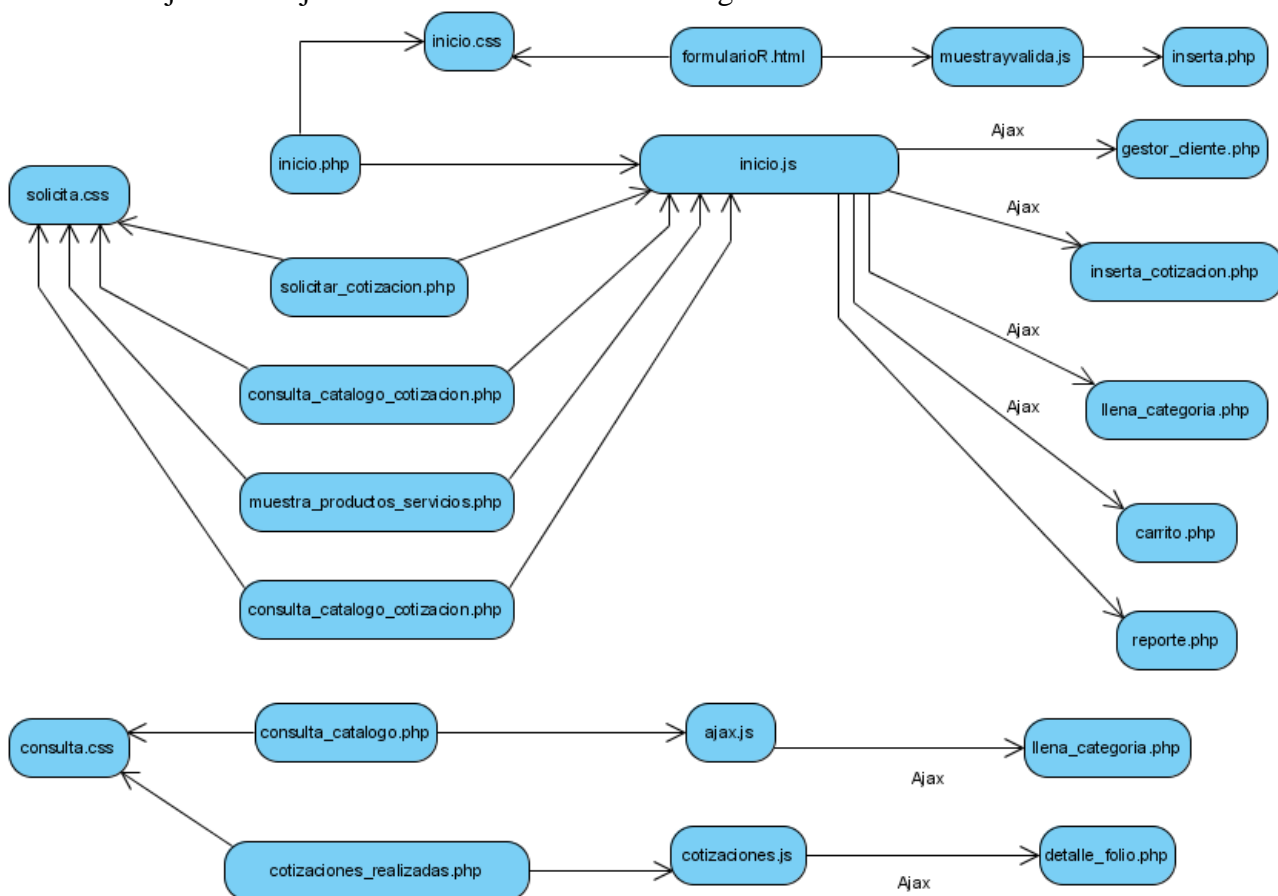 inicio.css
formularioR.html
muestrayvalida.js
inserta.php
Ajax
inicio.php
inicio.js
gestor_cliente.php
solicita.css
Ajax
solicitar_cotizacion.php
inserta_cotizacion.php
Ajax
consulta_catalogo_cotizacion.php
llena_categoria.php
Ajax
muestra_productos_servicios.php
carrito.php
consulta_catalogo_cotizacion.php
reporte.php
consulta_catalogo.php
ajax.js
consulta.css
llena_categoria.php
Ajax
cotizaciones_realizadas.php
cotizaciones.js
detalle_folio.php
Ajax